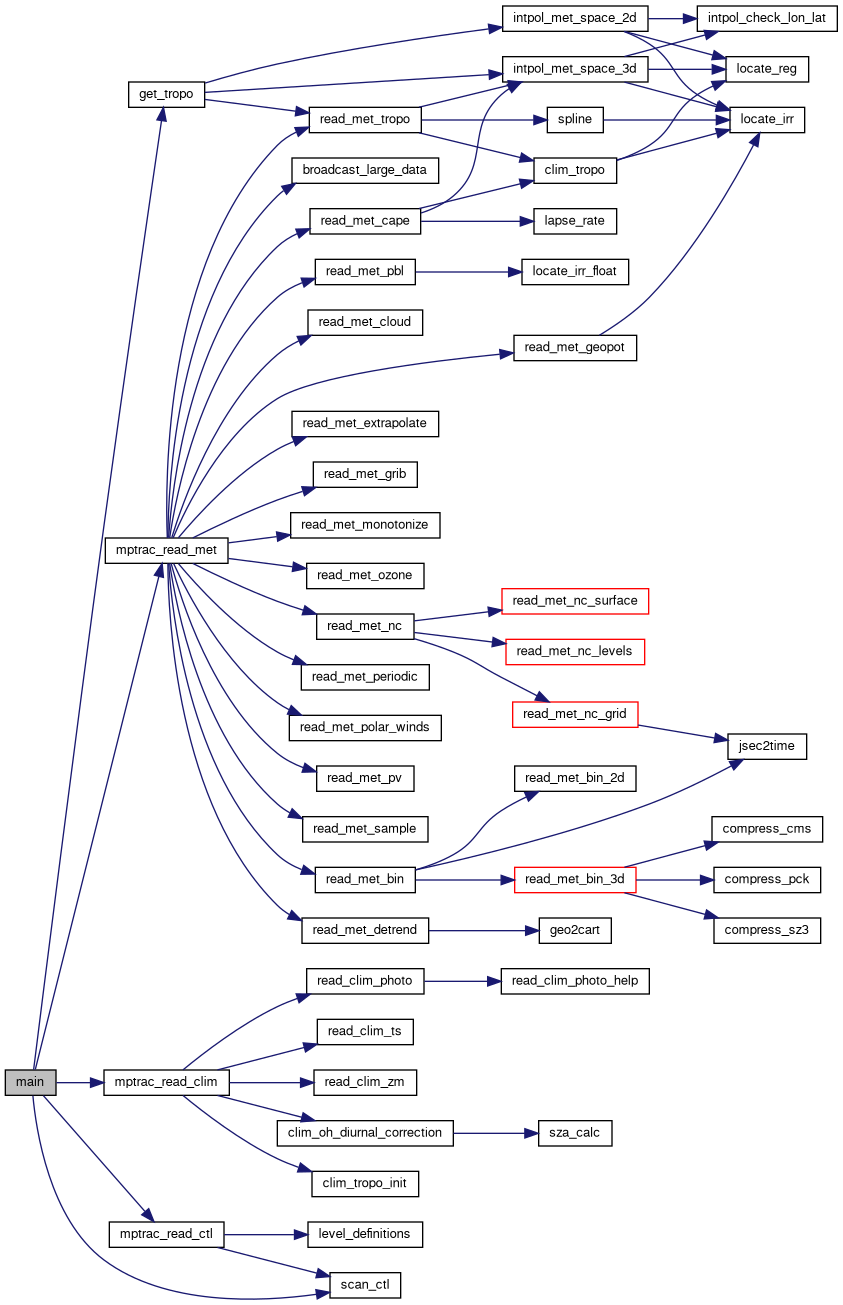 intpol_met_space_2d
intpol_check_lon_lat
intpol_met_space_3d
locate_reg
get_tropo
read_met_tropo
spline
locate_irr
broadcast_large_data
clim_tropo
read_met_cape
lapse_rate
read_met_pbl
locate_irr_float
read_met_cloud
read_met_geopot
read_met_extrapolate
read_met_grib
read_met_monotonize
mptrac_read_met
read_met_ozone
read_met_nc_surface
read_met_nc
read_met_nc_levels
read_met_periodic
read_met_nc_grid
read_met_polar_winds
jsec2time
read_met_pv
read_met_bin_2d
read_met_sample
compress_cms
read_met_bin
read_met_bin_3d
compress_pck
read_met_detrend
geo2cart
compress_sz3
read_clim_photo
read_clim_photo_help
read_clim_ts
main
mptrac_read_clim
read_clim_zm
clim_oh_diurnal_correction
sza_calc
clim_tropo_init
mptrac_read_ctl
level_definitions
scan_ctl